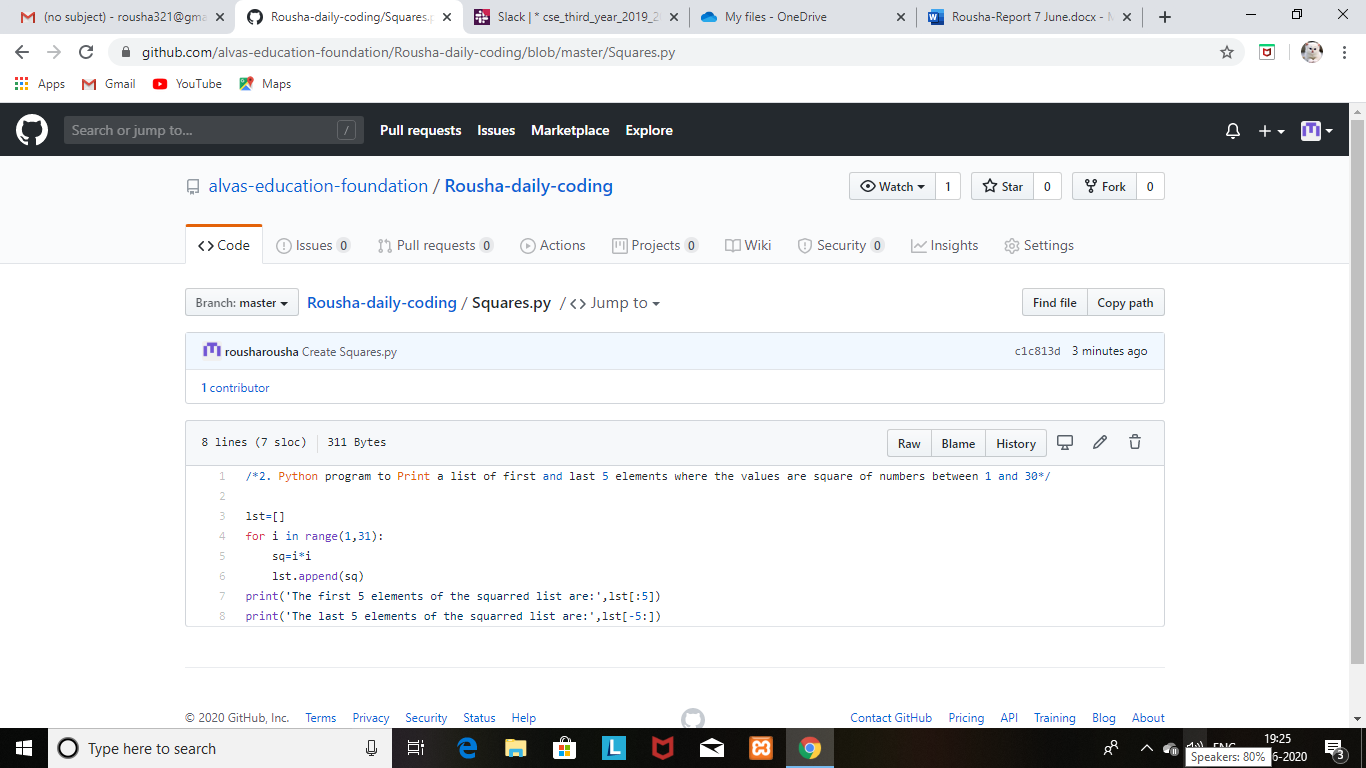 (no subject) - rousha321@gma
Rousha-daily-coding/Squares.p
Slack | * cse_third_year_2019_2
My files - OneDrive
Rousha-Report 7 June.docx - M
github.com/alvas-education-foundation/Rousha-daily-coding/blob/master/Squares.py
Apps Gmail YouTube Maps
Search or jump to... / Pull requests Issues Marketplace Explore
alvas-education-foundation / Rousha-daily-coding
Watch 1 Star 0 Fork 0
Code Issues 0 Pull requests 0 Actions Projects 0 Wiki Security 0 Insights Settings
Branch: master Rousha-daily-coding / Squares.py / <> Jump to Find file Copy path
rousharousha Create Squares.py c1c813d 3 minutes ago
1 contributor
8 lines (7 sloc) 311 Bytes Raw Blame History
1 /*2. Python program to Print a list of first and last 5 elements where the values are square of numbers between 1 and 30*/
2
3 lst=[]
4 for i in range(1,31):
5     sq=i*i
6     lst.append(sq)
7 print('The first 5 elements of the squarred list are:',lst[:5])
8 print('The last 5 elements of the squarred list are:',lst[-5:])
© 2020 GitHub, Inc. Terms Privacy Security Status Help Contact GitHub Pricing API Training Blog About
Type here to search
19:25
6-2020
Speakers: 80%
3